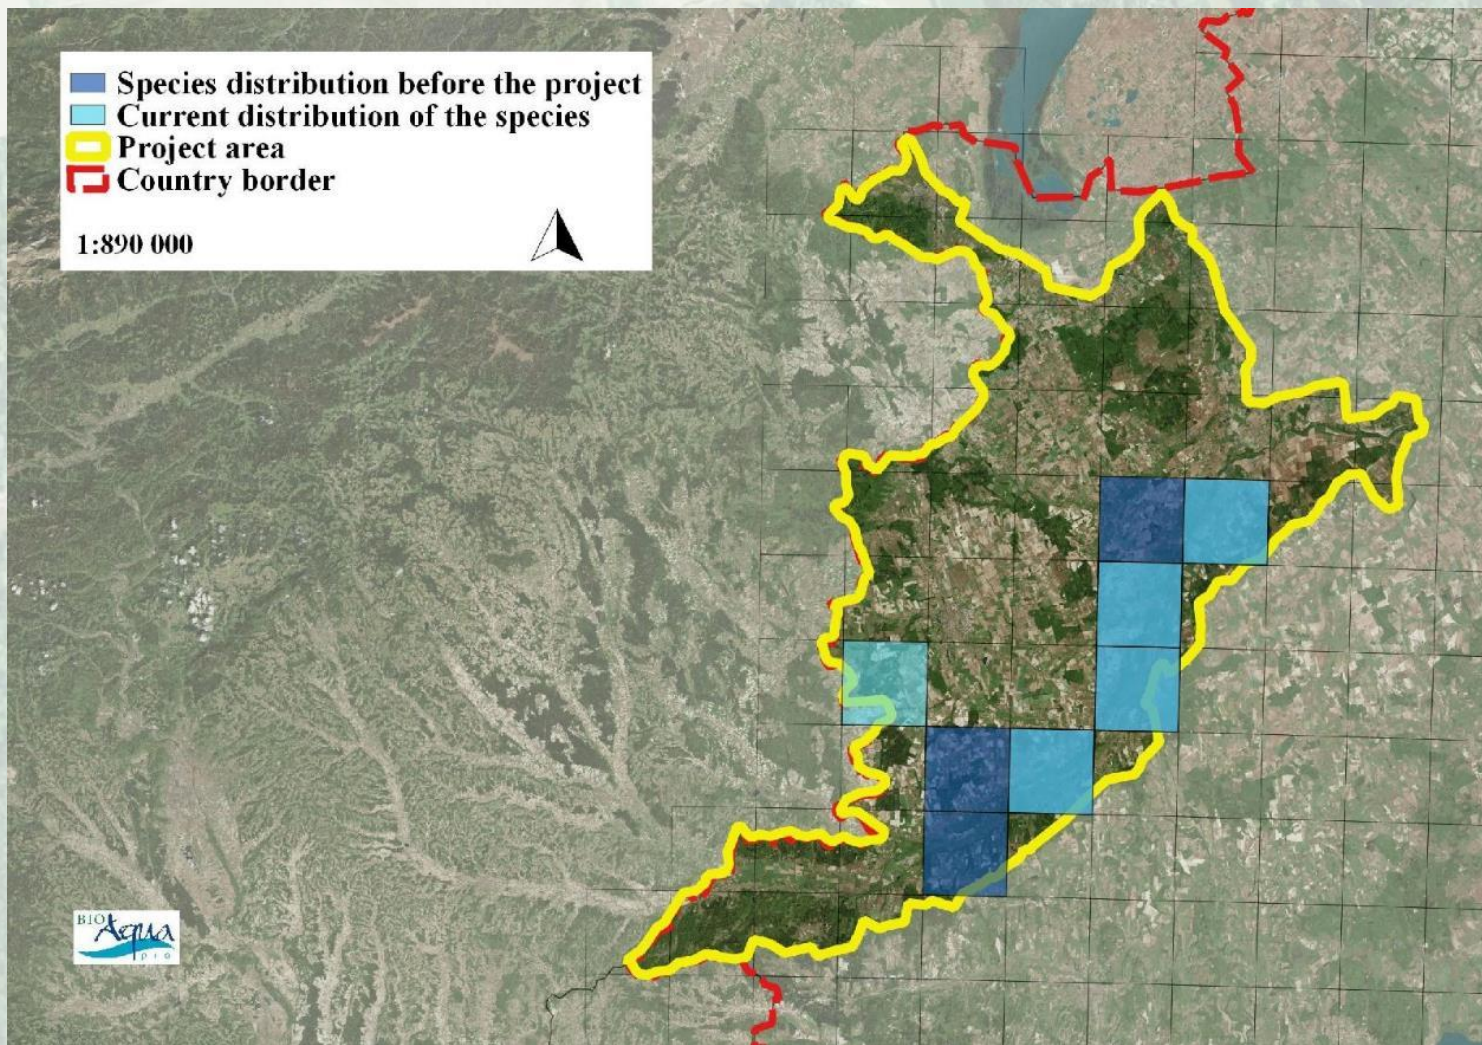 Species distribution before the project
Current distribution of the species
Project area
Country border
1:890 000
BIO
Aqua
pro